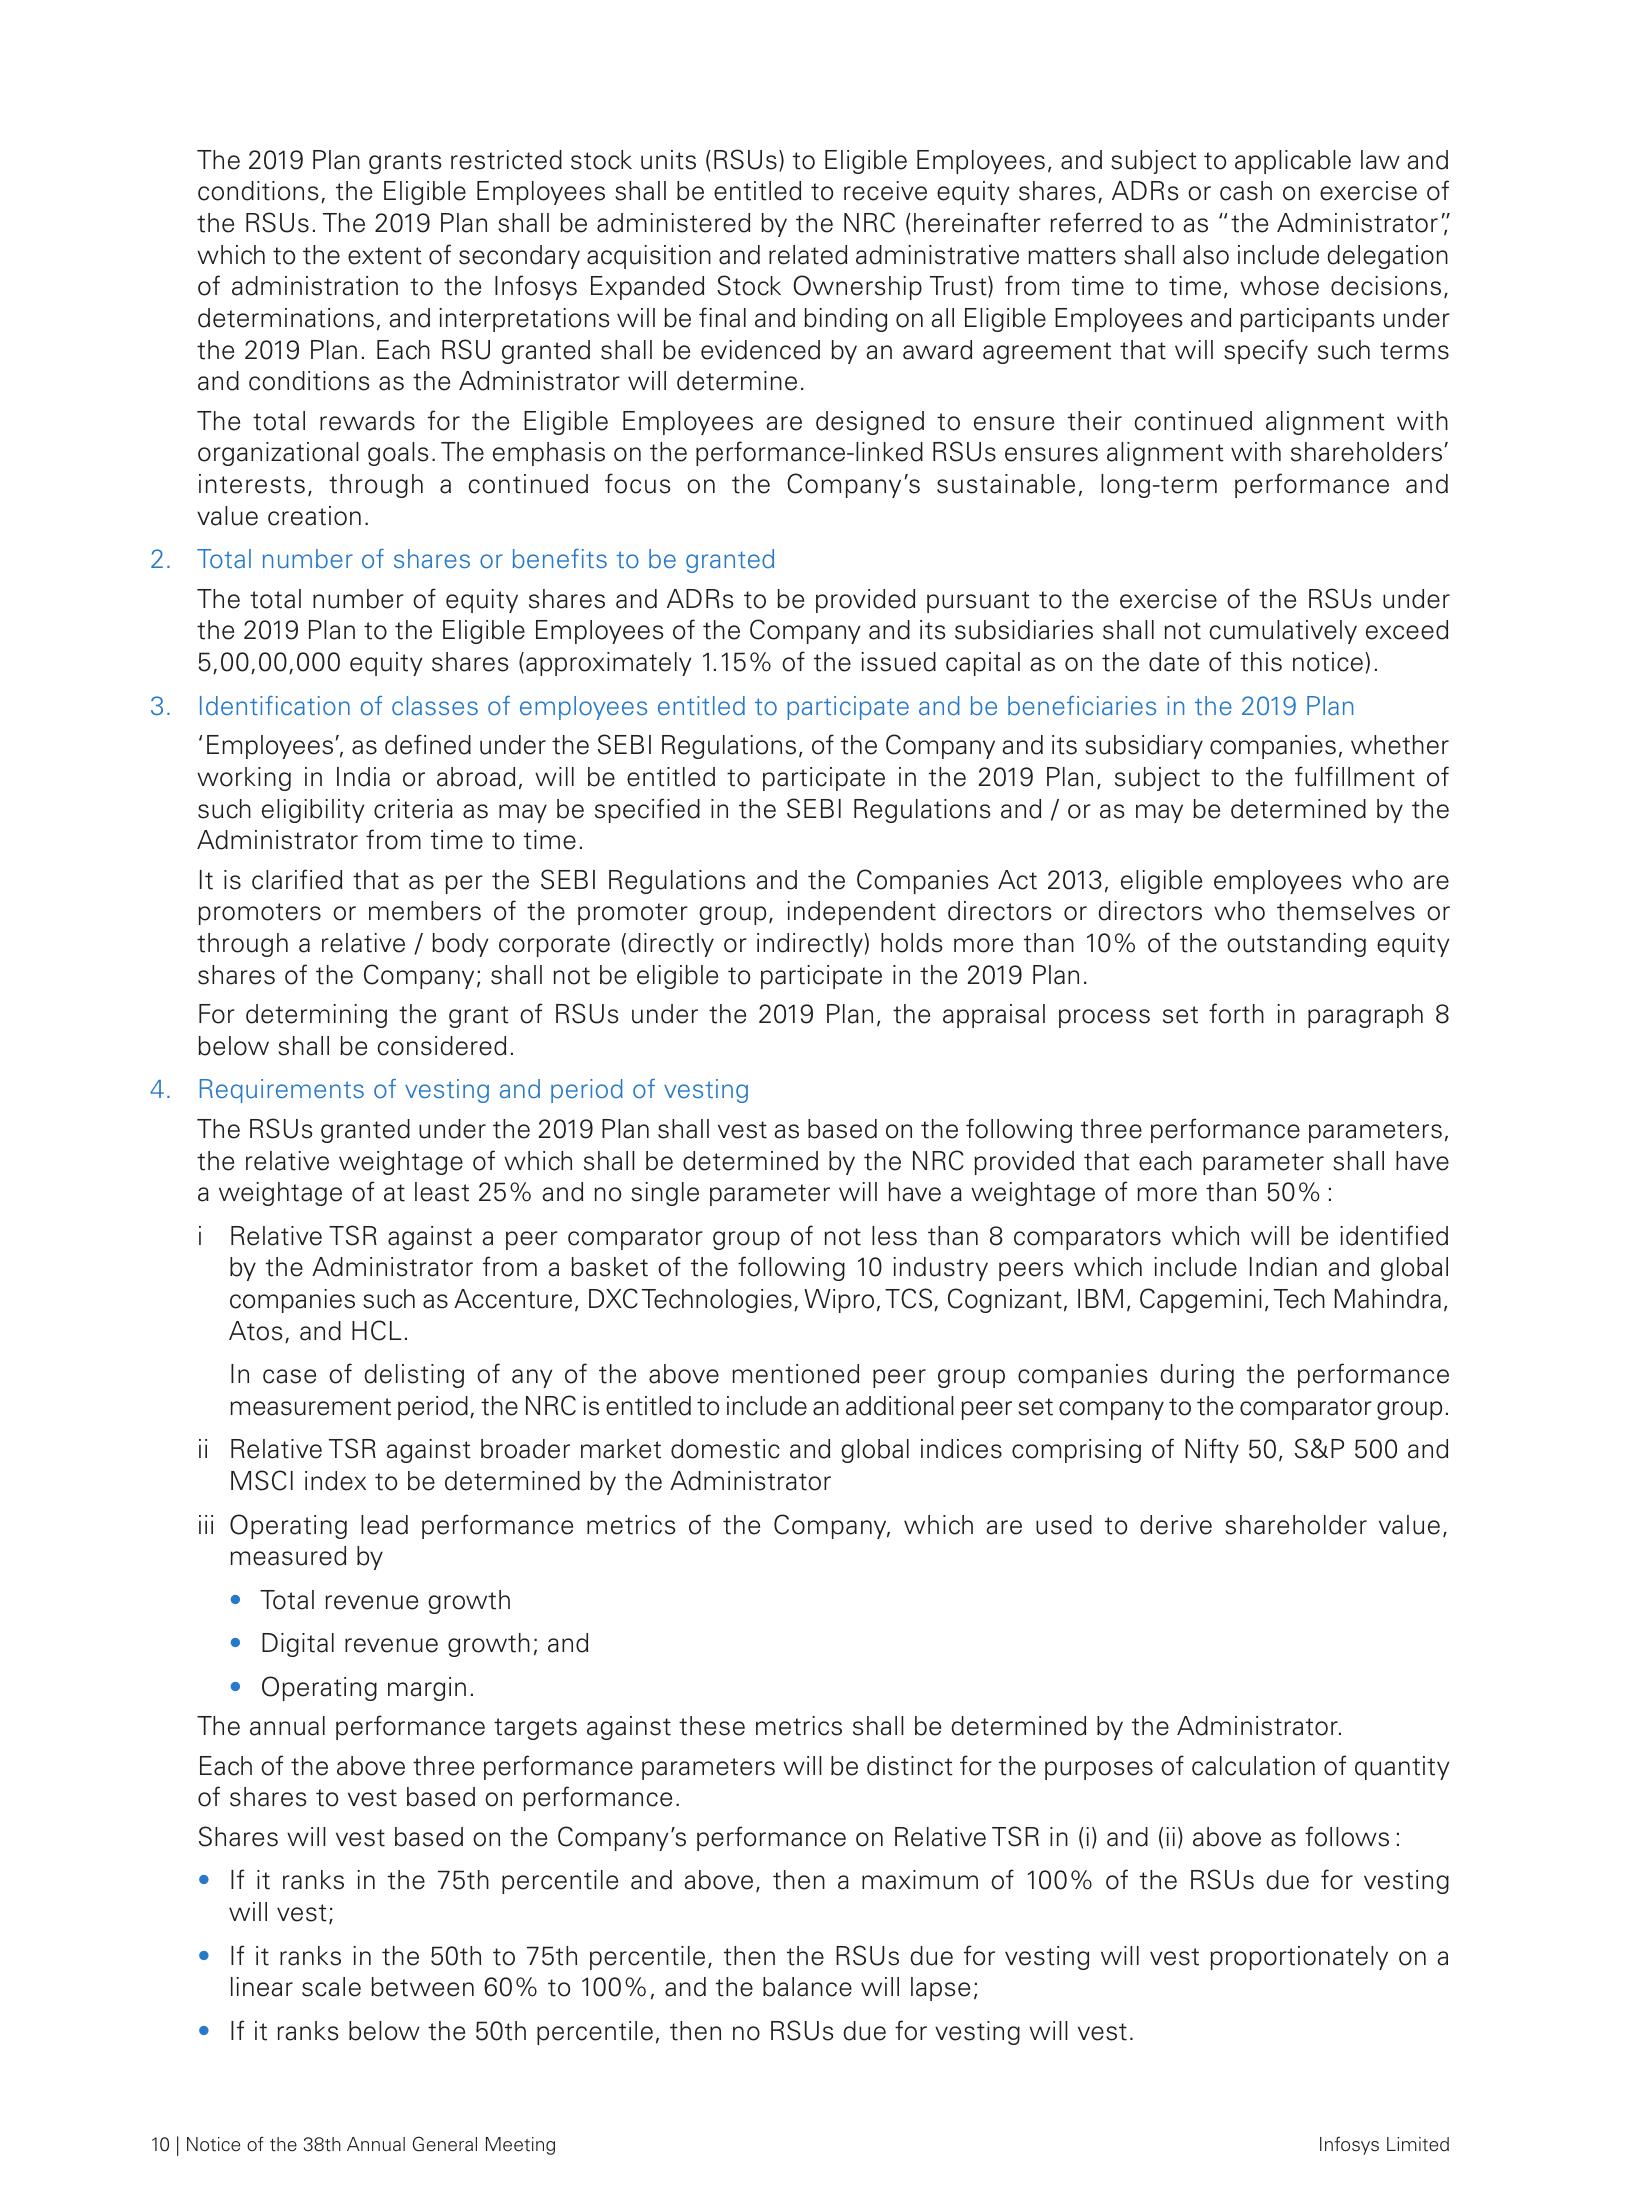 The 2019 Plan grants restricted stock units (RSUs) to Eligible Employees, and subject to applicable law and
conditions, the Eligible Employees shall be entitled to receive equity shares, ADRs or cash on exercise of
the RSUs. The 2019 Plan shall be administered by the NRC (hereinafter referred to as “the Administrator”,
which to the extent of secondary acquisition and related administrative matters shall also include delegation
of administration to the Infosys Expanded Stock Ownership Trust) from time to time, whose decisions,
determinations, and interpretations will be final and binding on all Eligible Employees and participants under
the 2019 Plan. Each RSU granted shall be evidenced by an award agreement that will specify such terms
and conditions as the Administrator will determine.
The total rewards for the Eligible Employees are designed to ensure their continued alignment with
organizational goals. The emphasis on the performance-linked RSUs ensures alignment with shareholders’
interests, through a continued focus on the Company’s sustainable, long-term performance and
value creation.
2. Total number of shares or benefits to be granted
The total number of equity shares and ADRs to be provided pursuant to the exercise of the RSUs under
the 2019 Plan to the Eligible Employees of the Company and its subsidiaries shall not cumulatively exceed
5,00,00,000 equity shares (approximately 1.15% of the issued capital as on the date of this notice).
3. Identification of classes of employees entitled to participate and be beneficiaries in the 2019 Plan
‘Employees’, as defined under the SEBI Regulations, of the Company and its subsidiary companies, whether
working in India or abroad, will be entitled to participate in the 2019 Plan, subject to the fulfillment of
such eligibility criteria as may be specified in the SEBI Regulations and / or as may be determined by the
Administrator from time to time.
It is clarified that as per the SEBI Regulations and the Companies Act 2013, eligible employees who are
promoters or members of the promoter group, independent directors or directors who themselves or
through a relative / body corporate (directly or indirectly) holds more than 10% of the outstanding equity
shares of the Company; shall not be eligible to participate in the 2019 Plan.
For determining the grant of RSUs under the 2019 Plan, the appraisal process set forth in paragraph 8
below shall be considered.
4. Requirements of vesting and period of vesting
The RSUs granted under the 2019 Plan shall vest as based on the following three performance parameters,
the relative weightage of which shall be determined by the NRC provided that each parameter shall have
a weightage of at least 25% and no single parameter will have a weightage of more than 50% :
i Relative TSR against a peer comparator group of not less than 8 comparators which will be identified
by the Administrator from a basket of the following 10 industry peers which include Indian and global
companies such as Accenture, DXC Technologies, Wipro, TCS, Cognizant, IBM, Capgemini, Tech Mahindra,
Atos, and HCL.
In case of delisting of any of the above mentioned peer group companies during the performance
measurement period, the NRC is entitled to include an additional peer set company to the comparator group.
ii Relative TSR against broader market domestic and global indices comprising of Nifty 50, S&P 500 and
MSCI index to be determined by the Administrator
iii Operating lead performance metrics of the Company, which are used to derive shareholder value,
measured by
• Total revenue growth
• Digital revenue growth; and
• Operating margin.
The annual performance targets against these metrics shall be determined by the Administrator.
Each of the above three performance parameters will be distinct for the purposes of calculation of quantity
of shares to vest based on performance.
Shares will vest based on the Company’s performance on Relative TSR in (i) and (ii) above as follows :
• If it ranks in the 75th percentile and above, then a maximum of 100% of the RSUs due for vesting
will vest;
• If it ranks in the 50th to 75th percentile, then the RSUs due for vesting will vest proportionately on a
linear scale between 60% to 100%, and the balance will lapse;
• If it ranks below the 50th percentile, then no RSUs due for vesting will vest.
10 | Notice of the 38th Annual General Meeting
Infosys Limited